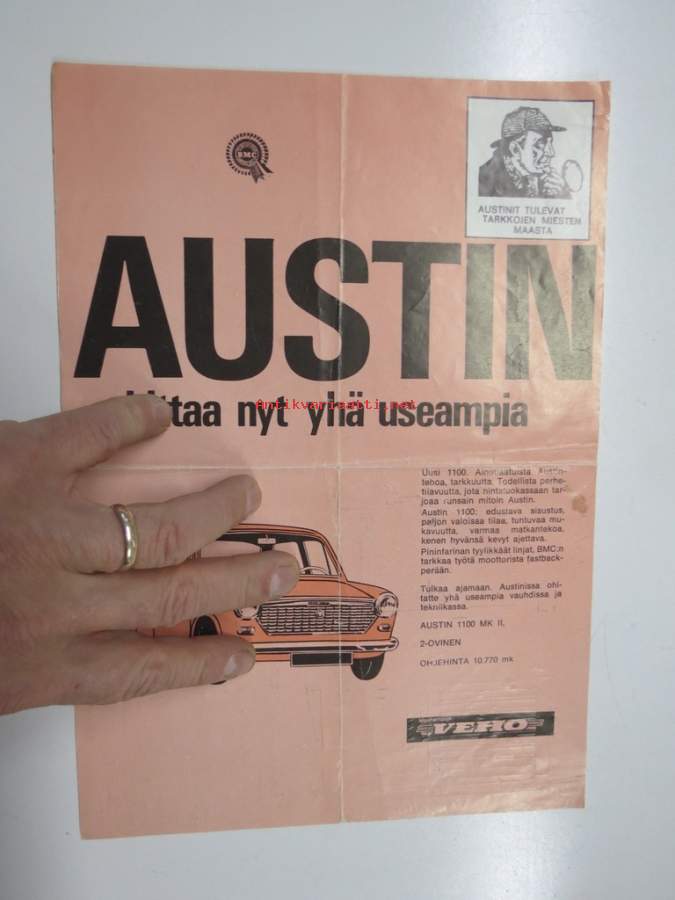 BMC
AUSTINIT TULEVAT
TARKKOJEN MIESTEN
MAASTA
AUSTIN
nyt yhä useampia
Antikvariaatti.net
Uusi 1100. Ainutlaatuista Austin-
tehoa, tarkkuutta. Todellista perhe-
tilavuutta, jota hintaluokassaan tar-
joaa runsain mitoin Austin.
Austin 1100: edustava sisustus,
paljon valoisaa tilaa, tuntuvaa mu-
kavuutta, varmaa matkantekoa,
kenen hyvänsä kevyt ajettava.
Pininfarinan tyylikkäät linjat, BMC:n
tarkkaa työtä moottorista fastback-
perään.
Tulkaa ajamaan. Austinissa ohi-
tatte yhä useampia vauhdissa ja
tekniikassa.
AUSTIN 1100 MK II,
2-OVINEN
OHJEHINTA 10.770 mk
VEHO